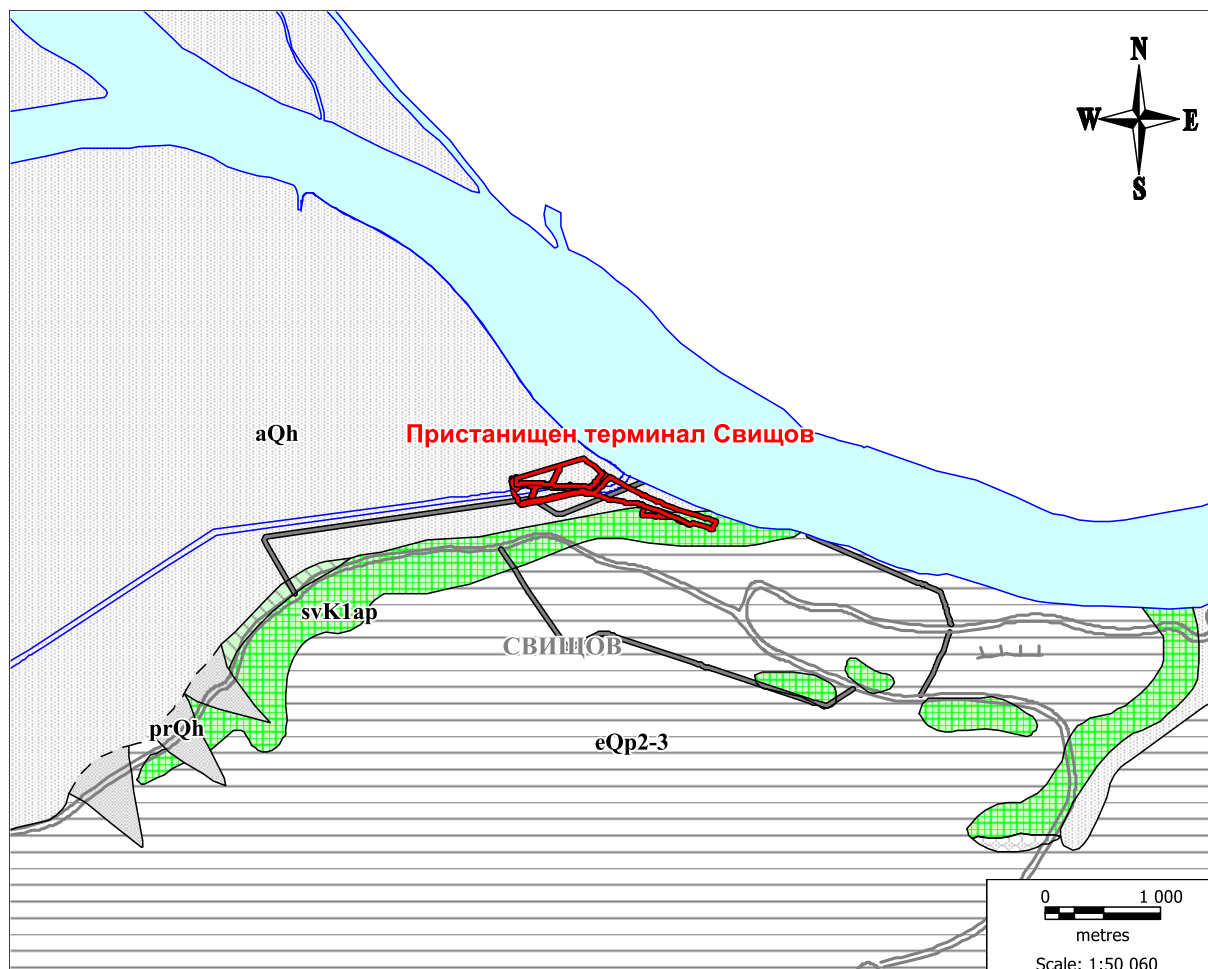 N
W E
S
aQh
Пристанищен терминал Свищов
svK1ap
СВИЩОВ
prQh
eQp2-3
0 1 000
metres
Scale: 1:50 060